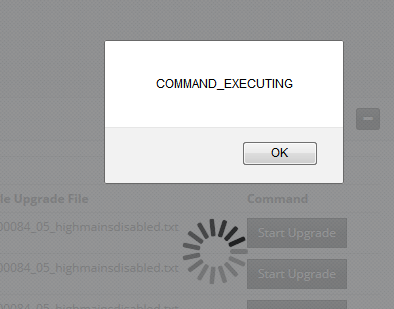 COMMAND_EXECUTING
OK
le Upgrade File Command
00084_05_highmainsdisabled.txt Start Upgrade
00084_05_highmainsdisabled.txt Start Upgrade